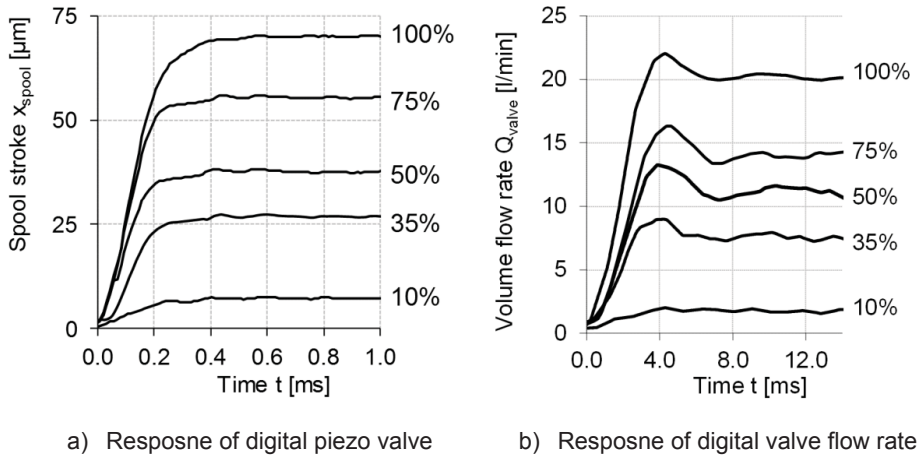 Spool stroke x_spool [µm]
75
50
25
0
100%
75%
50%
35%
10%
0.0 0.2 0.4 0.6 0.8 1.0
Time t [ms]
a) Resposne of digital piezo valve
Volume flow rate Q_valve [l/min]
25
20
15
10
5
0
100%
75%
50%
35%
10%
0.0 4.0 8.0 12.0
Time t [ms]
b) Resposne of digital valve flow rate